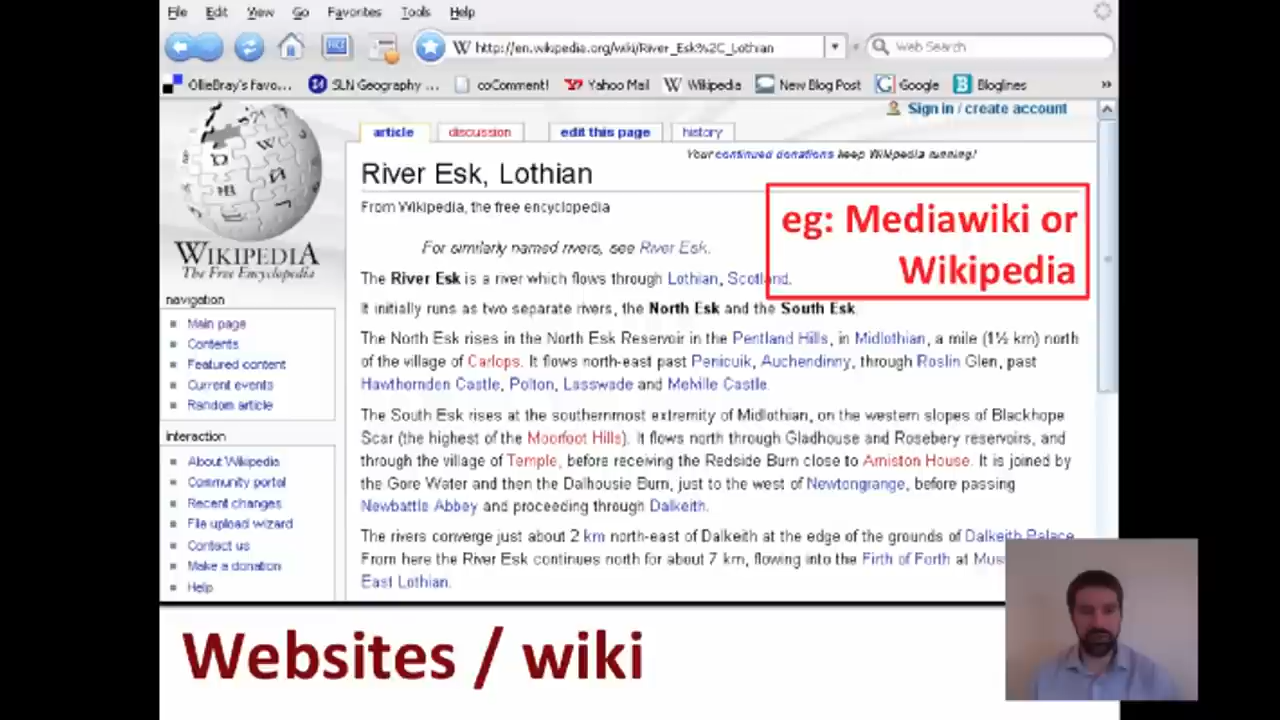 File Edit View Go Favorites Tools Help
http://en.wikipedia.org/wiki/River_Esk%2C_Lothian
Web Search
OllieBray's Favo... SLN Geography ... coComment! Yahoo Mail Wikipedia New Blog Post Google Bloglines »
Sign in / create account
article discussion edit this page history
Your continued donations keep Wikipedia running!
River Esk, Lothian
From Wikipedia, the free encyclopedia
eg: Mediawiki or
Wikipedia
For similarly named rivers, see River Esk.
The River Esk is a river which flows through Lothian, Scotland.
It initially runs as two separate rivers, the North Esk and the South Esk.
The North Esk rises in the North Esk Reservoir in the Pentland Hills, in Midlothian, a mile (1½ km) north
of the village of Carlops. It flows north-east past Penicuik, Auchendinny, through Roslin Glen, past
Hawthornden Castle, Polton, Lasswade and Melville Castle.
The South Esk rises at the southernmost extremity of Midlothian, on the western slopes of Blackhope
Scar (the highest of the Moorfoot Hills). It flows north through Gladhouse and Rosebery reservoirs, and
through the village of Temple, before receiving the Redside Burn close to Arniston House. It is joined by
the Gore Water and then the Dalhousie Burn, just to the west of Newtongrange, before passing
Newbattle Abbey and proceeding through Dalkeith.
The rivers converge just about 2 km north-east of Dalkeith at the edge of the grounds of Dalkeith Palace.
From here the River Esk continues north for about 7 km, flowing into the Firth of Forth at
East Lothian.
WIKIPEDIA
The Free Encyclopedia
navigation
Main page
Contents
Featured content
Current events
Random article
interaction
About Wikipedia
Community portal
Recent changes
File upload wizard
Contact us
Make a donation
Help
Websites / wiki